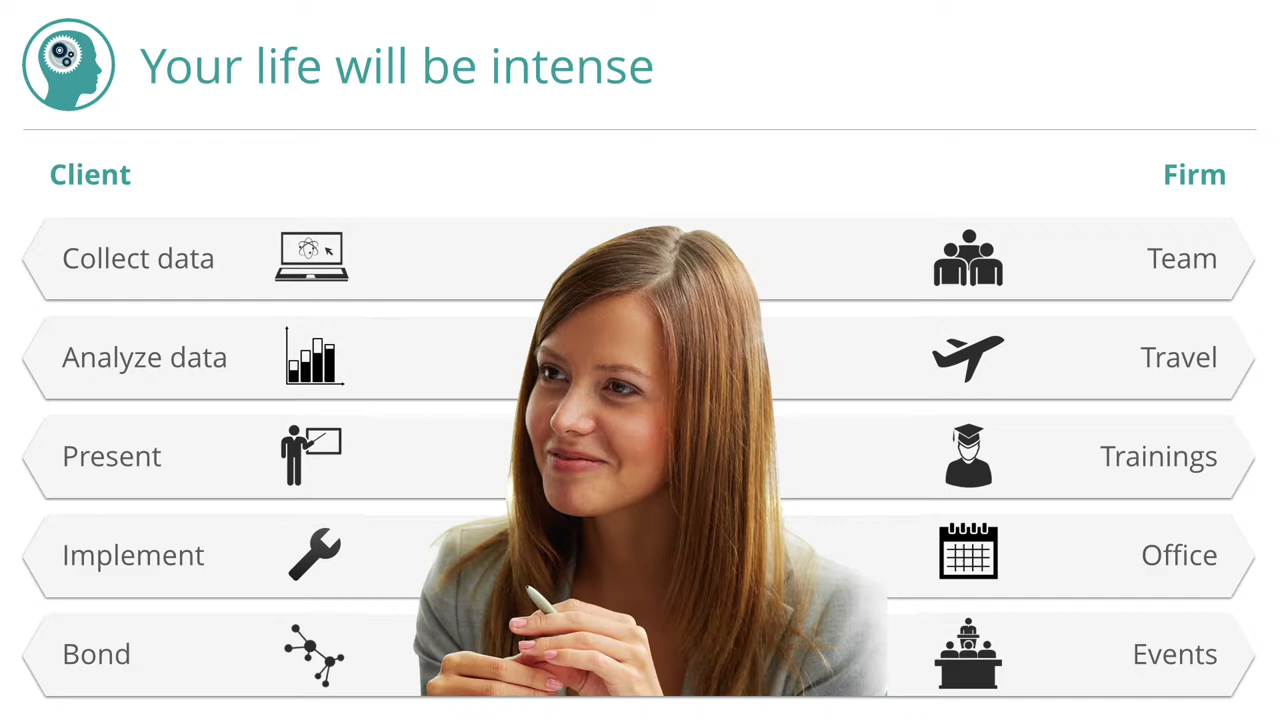 Your life will be intense
Client
Firm
Collect data
Team
Analyze data
Travel
Present
Trainings
Implement
Office
Bond
Events